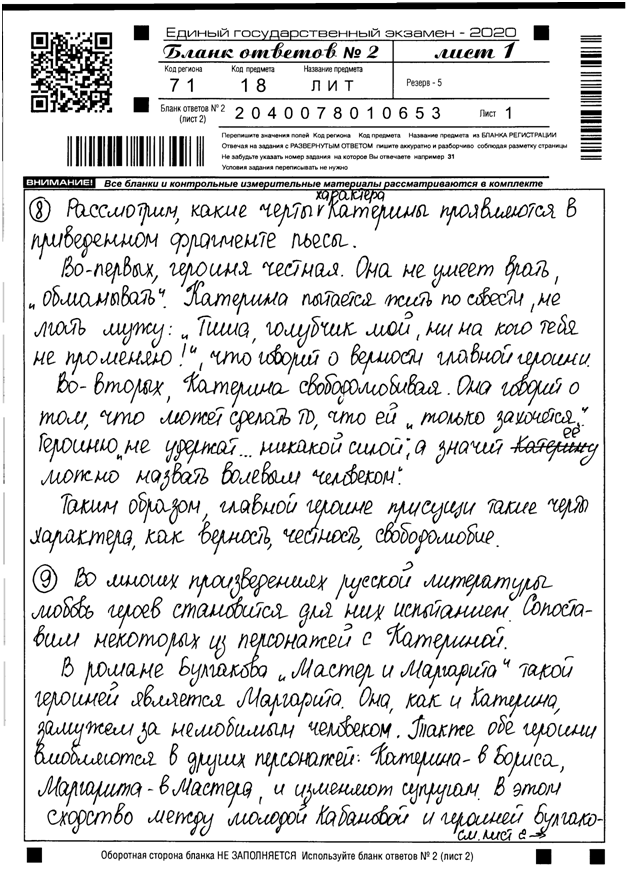 Единый государственный экзамен - 2020
Бланк ответов № 2 лист 1
Код региона Код предмета Название предмета
71 18 ЛИТ Резерв - 5
Бланк ответов № 2 (лист 2) 2040078010653 Лист 1
Перепишите значения полей Код региона Код предмета Название предмета из БЛАНКА РЕГИСТРАЦИИ
Отвечая на задания с РАЗВЕРНУТЫМ ОТВЕТОМ пишите аккуратно и разборчиво соблюдая разметку страницы
Не забудьте указать номер задания на которое Вы отвечаете например 31
Условия задания переписывать не нужно
ВНИМАНИЕ! Все бланки и контрольные измерительные материалы рассматриваются в комплекте
характера
8 Рассмотрим, какие черты Катерины проявляются в
приведенном фрагменте пьесы.
Во-первых, героиня честная. Она не умеет врать,
„обманывать“. Катерина пытается жить по совести, не
лгать мужу: „Тиша, голубчик мой, ни на кого тебя
не променяю!“, что говорит о верности главной героини.
Во-вторых, Катерина свободолюбивая. Она говорит о
том, что может сделать то, что ей „только захочется“.
Героиню „не удержат... никакой силой“, а значит Катерину её
можно назвать волевым человеком.
Таким образом, главной героине присущи такие черты
характера, как верность, честность, свободолюбие.
9 Во многих произведениях русской литературы
любовь героев становится для них испытанием. Сопоста-
вим некоторых из персонажей с Катериной.
В романе Булгакова „Мастер и Маргарита“ такой
героиней является Маргарита. Она, как и Катерина,
замужем за нелюбимым человеком. Также обе героини
влюбляются в других персонажей: Катерина - в Бориса,
Маргарита - в Мастера, и изменяют супругам. В этом
сходство между молодой Кабановой и героиней Булгако-
см. лист 2→
Оборотная сторона бланка НЕ ЗАПОЛНЯЕТСЯ Используйте бланк ответов № 2 (лист 2)